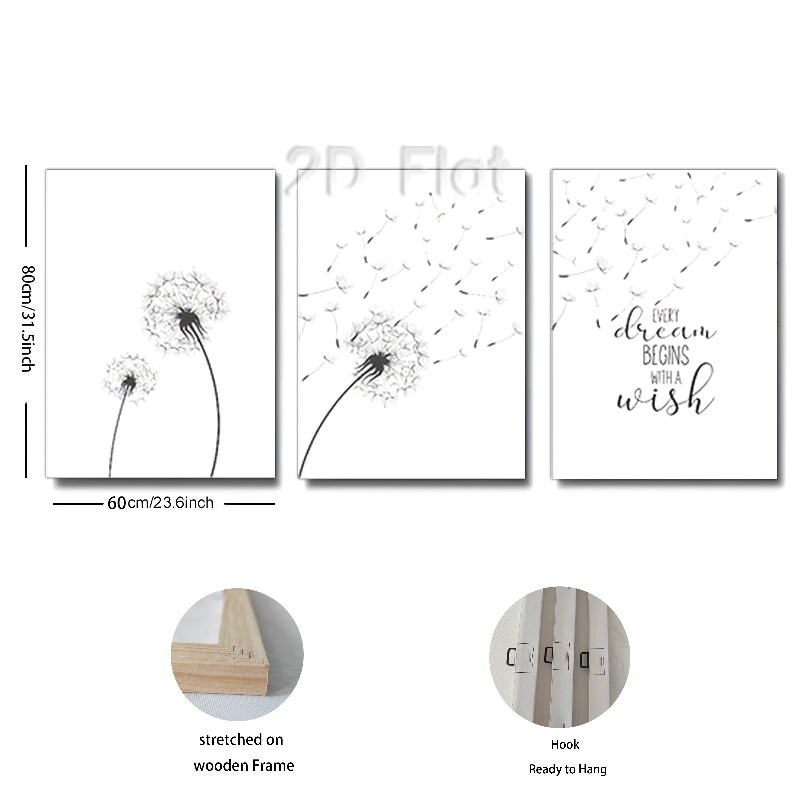 2D Flat
80cm/31.5inch
EVERY
dream
BEGINS
WITH A
wish
60cm/23.6inch
stretched on
wooden Frame
Hook
Ready to Hang